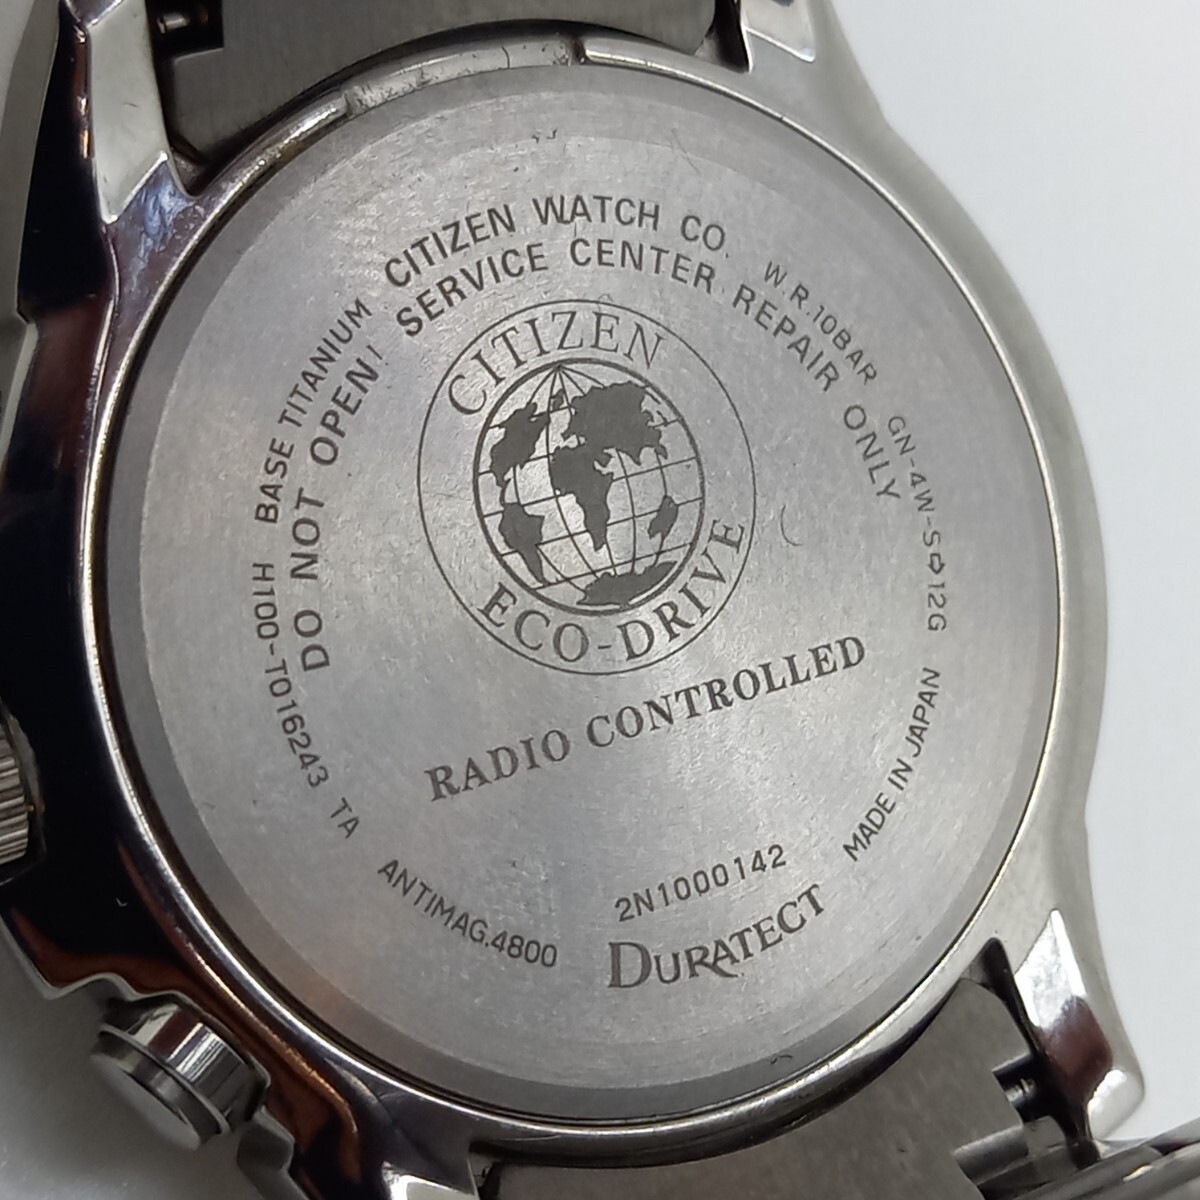 CITIZEN WATCH CO. W.R.10BAR GN-4W-S⇨12G MADE IN JAPAN
DO NOT OPEN! SERVICE CENTER REPAIR ONLY
CITIZEN
ECO-DRIVE
RADIO CONTROLLED
2N1000142
DURATECT
ANTIMAG.4800
H100-T016243 TA
BASE TITANIUM